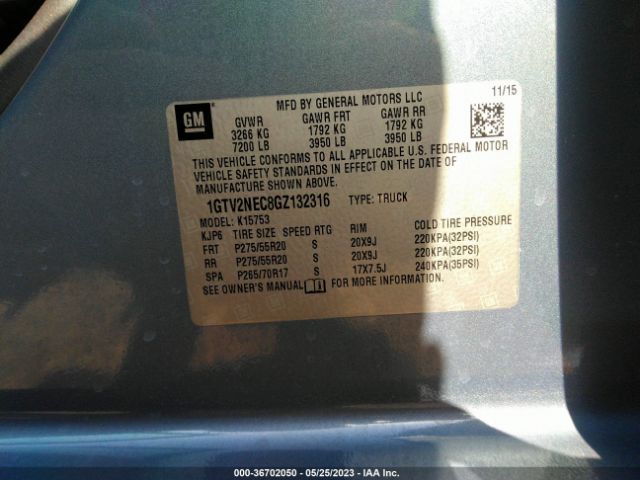 GM
MFD BY GENERAL MOTORS LLC 11/15
GVWR GAWR FRT GAWR RR
3266 KG 1792 KG 1792 KG
7200 LB 3950 LB 3950 LB
THIS VEHICLE CONFORMS TO ALL APPLICABLE U.S. FEDERAL MOTOR
VEHICLE SAFETY STANDARDS IN EFFECT ON THE DATE OF
MANUFACTURE SHOWN ABOVE.
1GTV2NEC8GZ132316 TYPE: TRUCK
MODEL: K15753
KJP6 TIRE SIZE SPEED RTG RIM COLD TIRE PRESSURE
FRT P275/55R20 S 20X9J 220KPA(32PSI)
RR P275/55R20 S 20X9J 220KPA(32PSI)
SPA P265/70R17 S 17X7.5J 240KPA(35PSI)
SEE OWNER'S MANUAL FOR MORE INFORMATION.
000-36702050 - 05/25/2023 - IAA Inc.